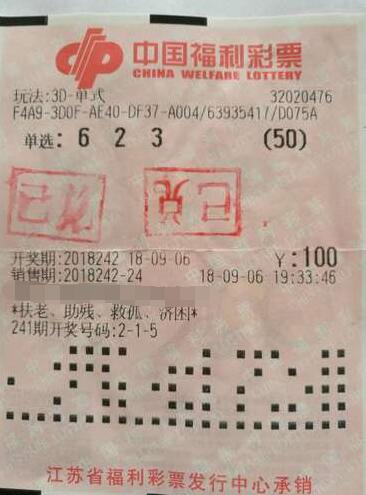 中国福利彩票
CHINA WELFARE LOTTERY
玩法:3D-单式 32020476
F4A9-3D0F-AE40-DF37-A004/63935417/D075A
单选: 6 2 3 (50)
已兑 已兑
开奖期:2018242 18-09-06 ¥:100
销售期:2018242-24 18-09-06 19:33:46
*扶老、助残、救孤、济困*
241期开奖号码:2-1-5
江苏省福利彩票发行中心承销